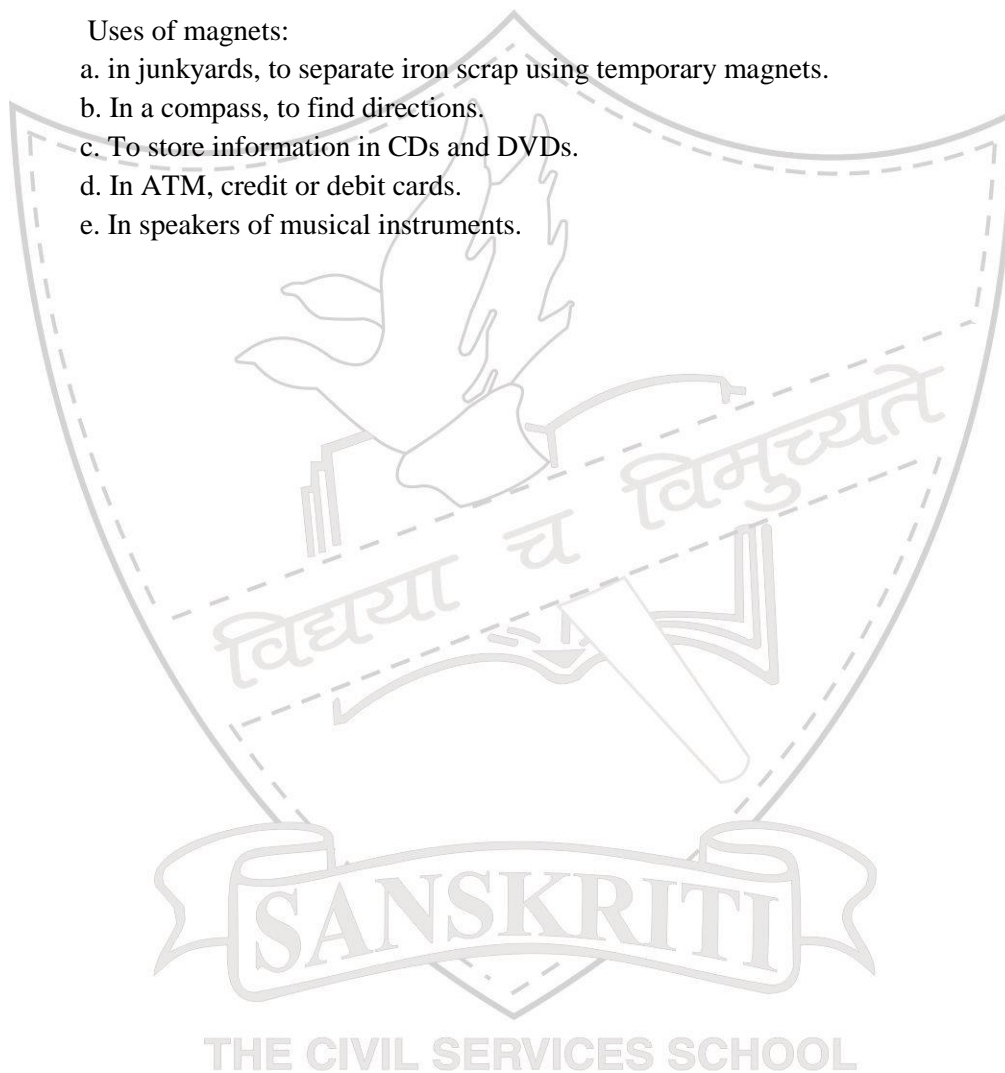 Uses of magnets:
a. in junkyards, to separate iron scrap using temporary magnets.
b. In a compass, to find directions.
c. To store information in CDs and DVDs.
d. In ATM, credit or debit cards.
e. In speakers of musical instruments.
विद्यया च विमुच्यते
SANSKRITI
THE CIVIL SERVICES SCHOOL